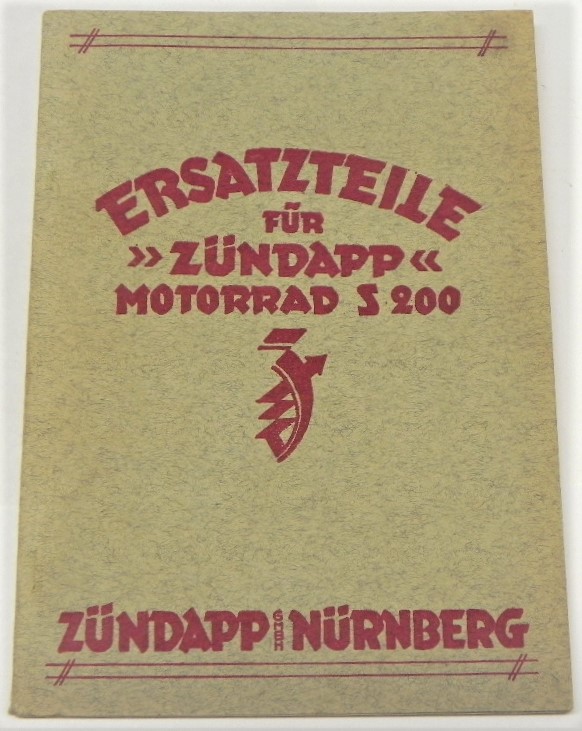 ERSATZTEILE
FÜR
»ZÜNDAPP«
MOTORRAD S 200
ZÜNDAPP GMBH NÜRNBERG